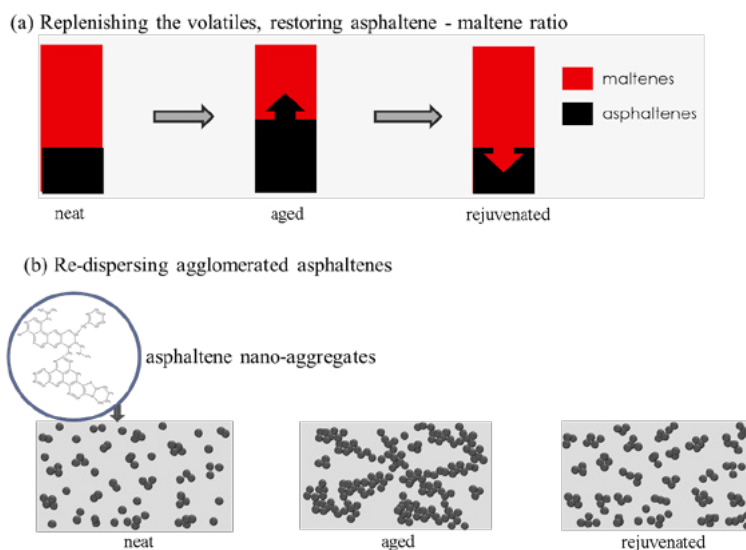 (a) Replenishing the volatiles, restoring asphaltene - maltene ratio
maltenes
asphaltenes
neat
aged
rejuvenated
(b) Re-dispersing agglomerated asphaltenes
asphaltene nano-aggregates
neat
aged
rejuvenated